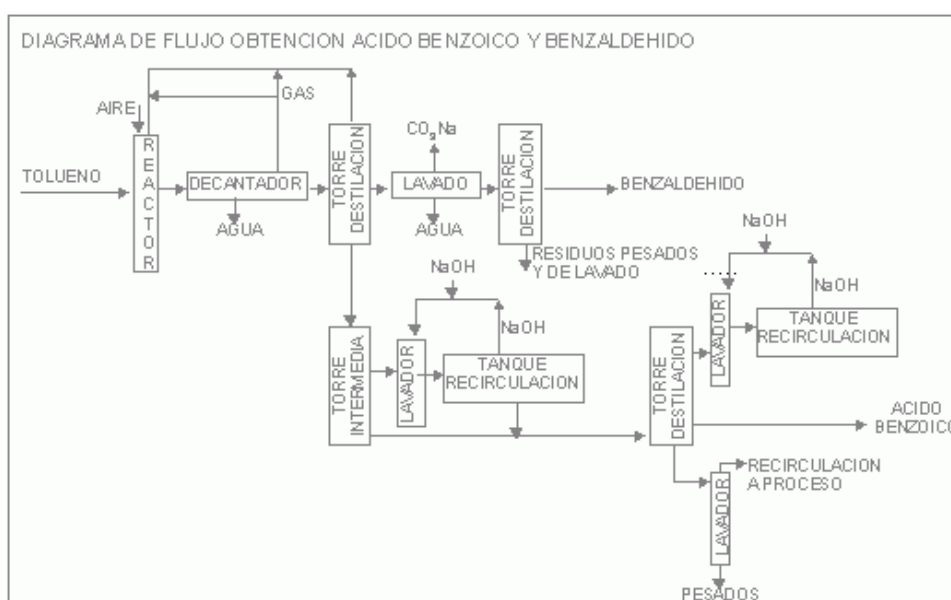 DIAGRAMA DE FLUJO OBTENCION ACIDO BENZOICO Y BENZALDEHIDO
GAS
AIRE
REACTOR
TOLUENO
DECANTADOR
AGUA
TORRE
DESTILACION
CO₃Na
LAVADO
AGUA
TORRE
DESTILACION
BENZALDEHIDO
RESIDUOS PESADOS
Y DE LAVADO
NaOH
NaOH
LAVADOR
TANQUE
RECIRCULACION
NaOH
NaOH
TORRE
INTERMEDIA
LAVADOR
TANQUE
RECIRCULACION
TORRE
DESTILACION
ACIDO
BENZOICO
RECIRCULACION
A PROCESO
LAVADOR
PESADOS